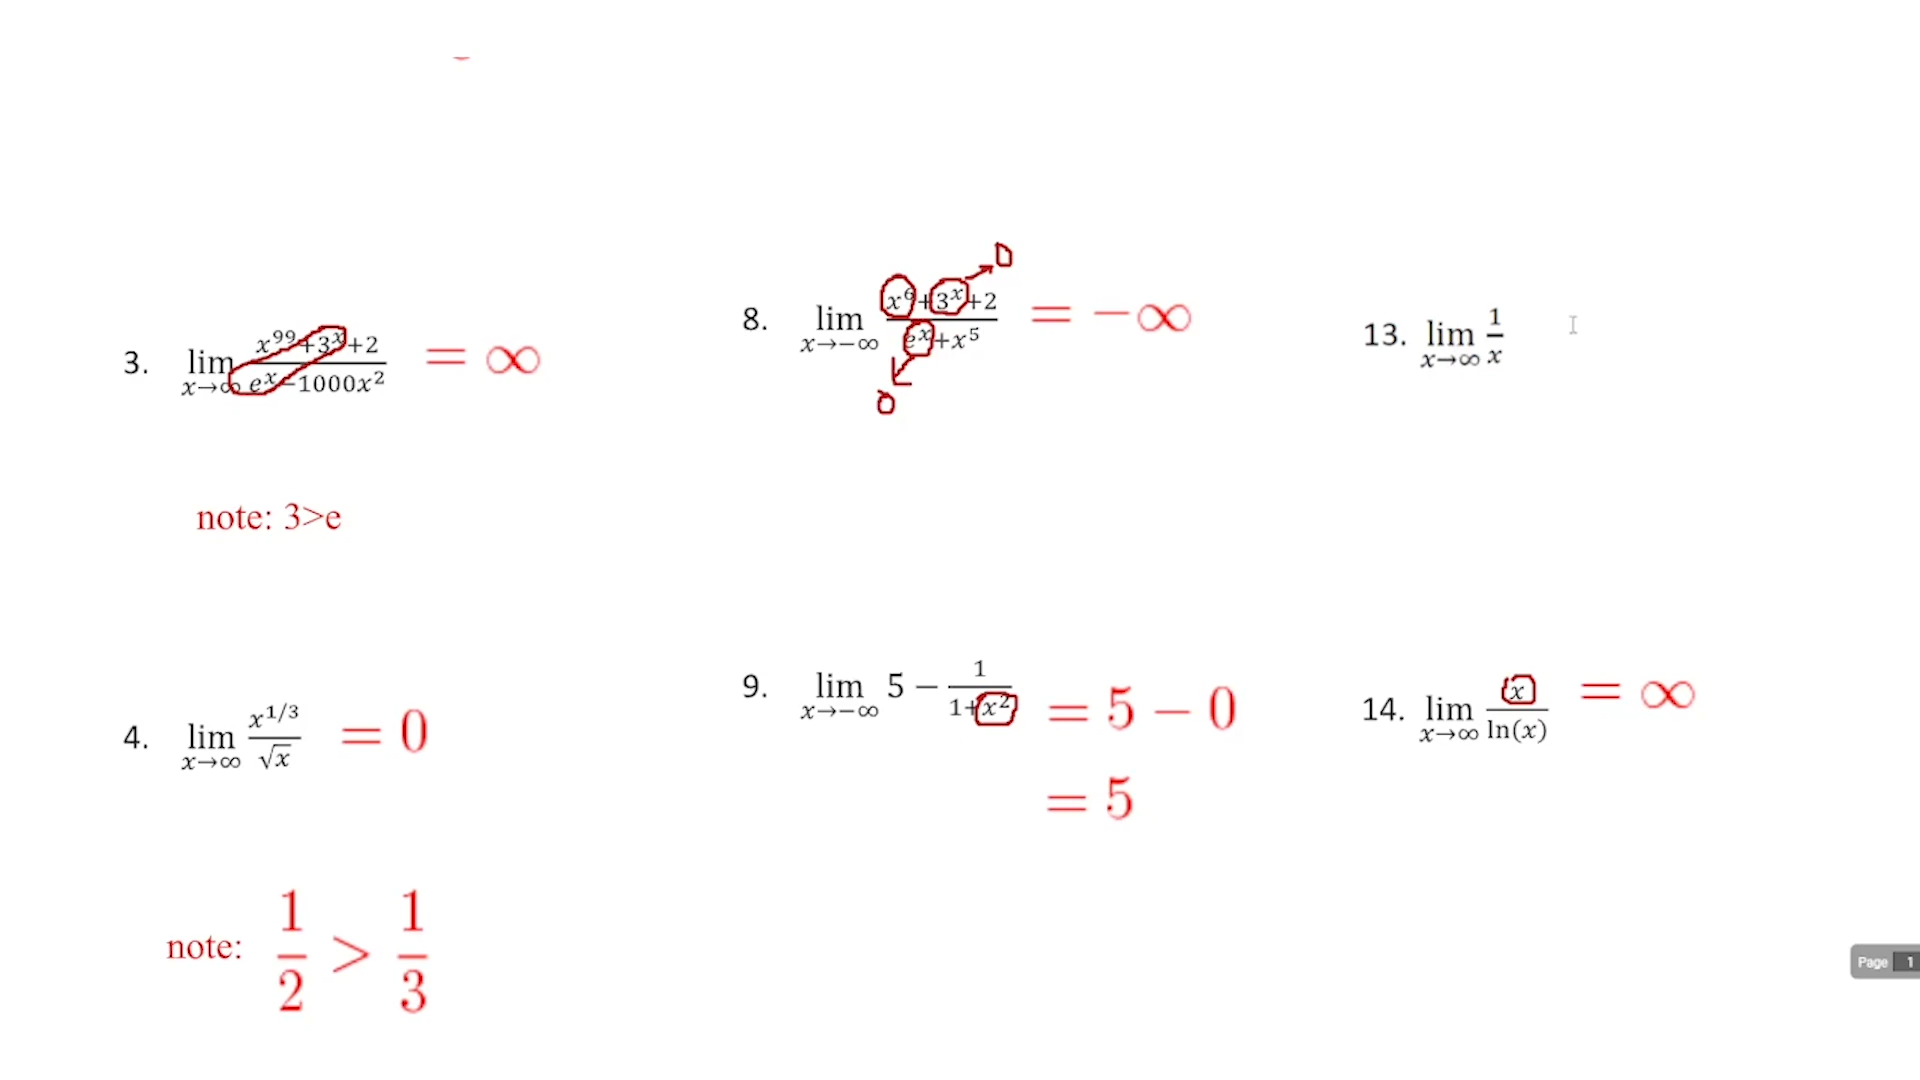 3. lim x→∞ (x^99+3^x+2)/(e^x−1000x^2) = ∞
note: 3>e
4. lim x→∞ x^1/3/√x = 0
note: 1/2 > 1/3
8. lim x→−∞ (x^6+3^x+2)/(e^x+x^5) = −∞
0
0
9. lim x→−∞ 5 − 1/(1+x^2) = 5 − 0
= 5
13. lim x→∞ 1/x
14. lim x→∞ x/ln(x) = ∞
Page 1